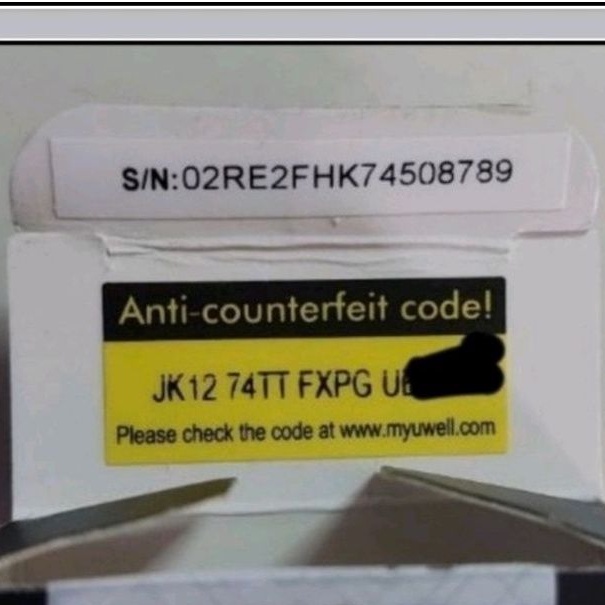 S/N:02RE2FHK74508789
Anti-counterfeit code!
JK12 74TT FXPG
Please check the code at www.myuwell.com